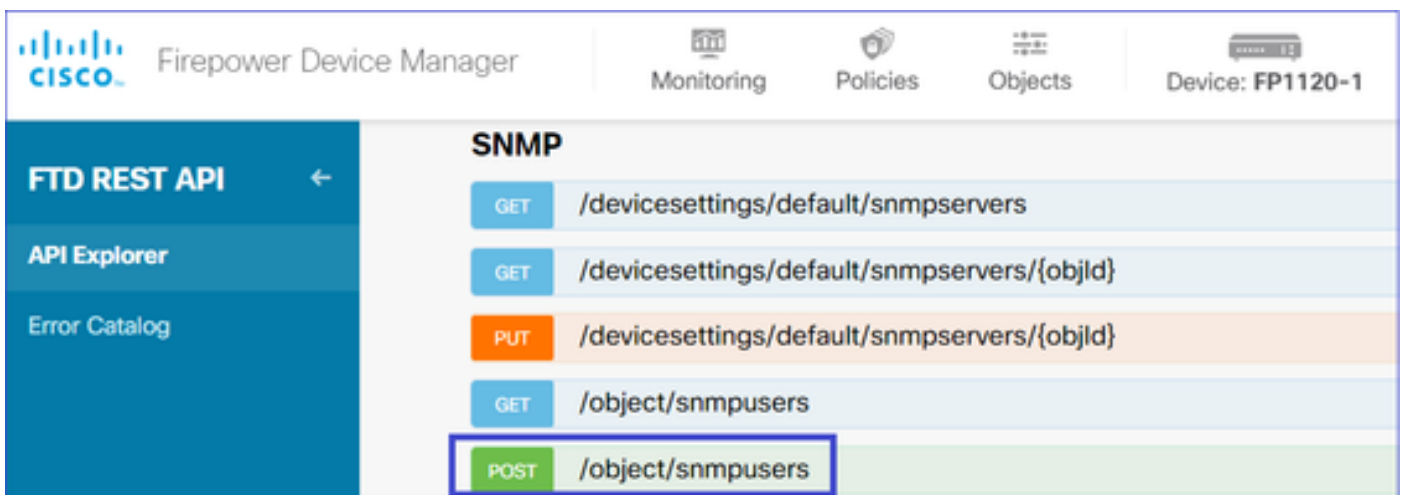 CISCO
Firepower Device Manager
Monitoring
Policies
Objects
Device: FP1120-1
FTD REST API ←
API Explorer
Error Catalog
SNMP
GET /devicesettings/default/snmpservers
GET /devicesettings/default/snmpservers/{objId}
PUT /devicesettings/default/snmpservers/{objId}
GET /object/snmpusers
POST /object/snmpusers